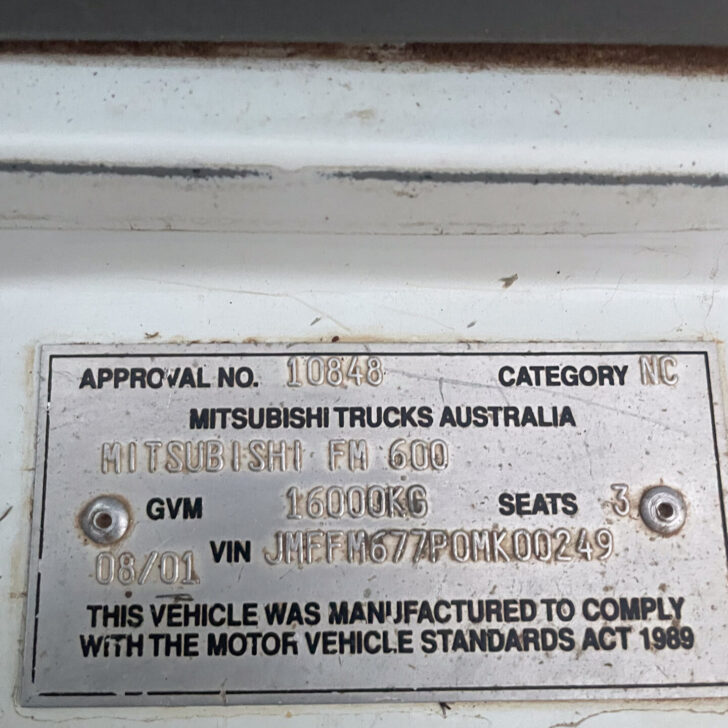 APPROVAL NO. 10848 CATEGORY NC
MITSUBISHI TRUCKS AUSTRALIA
MITSUBISHI FM 600
GVM 16000KG SEATS 3
08/01 VIN JMFFM677P0MK00249
THIS VEHICLE WAS MANUFACTURED TO COMPLY
WITH THE MOTOR VEHICLE STANDARDS ACT 1989